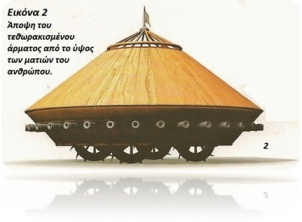 Εικόνα 2
Άποψη του
τεθωρακισμένου
άρματος από το ύψος
των ματιών του
ανθρώπου.
2